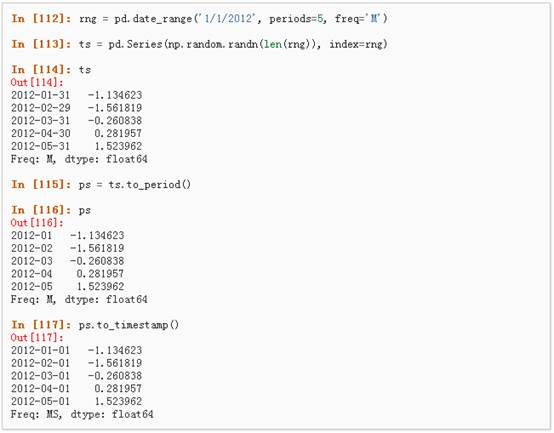 In [112]: rng = pd.date_range('1/1/2012', periods=5, freq='M')
In [113]: ts = pd.Series(np.random.randn(len(rng)), index=rng)
In [114]: ts
Out[114]:
2012-01-31   -1.134623
2012-02-29   -1.561819
2012-03-31   -0.260838
2012-04-30    0.281957
2012-05-31    1.523962
Freq: M, dtype: float64
In [115]: ps = ts.to_period()
In [116]: ps
Out[116]:
2012-01   -1.134623
2012-02   -1.561819
2012-03   -0.260838
2012-04    0.281957
2012-05    1.523962
Freq: M, dtype: float64
In [117]: ps.to_timestamp()
Out[117]:
2012-01-01   -1.134623
2012-02-01   -1.561819
2012-03-01   -0.260838
2012-04-01    0.281957
2012-05-01    1.523962
Freq: MS, dtype: float64